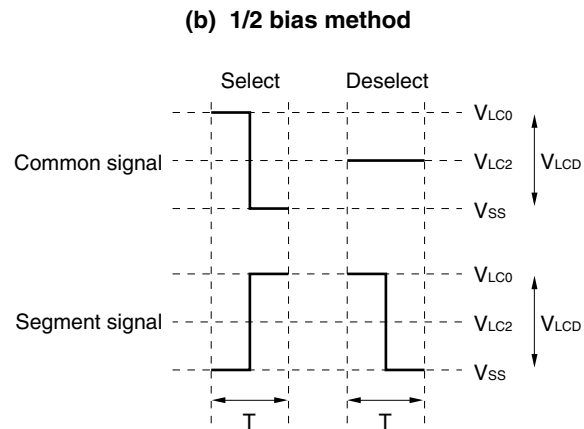 (b) 1/2 bias method
Select Deselect
VLC0
Common signal VLC2 VLCD
VSS
VLC0
Segment signal VLC2 VLCD
VSS
T T